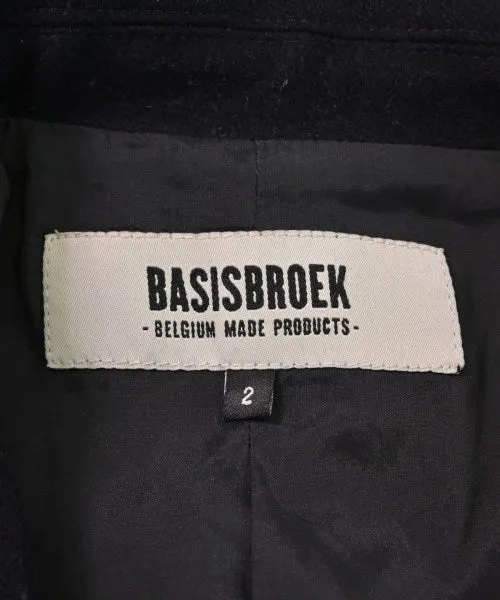 BASISBROEK
- BELGIUM MADE PRODUCTS -
2